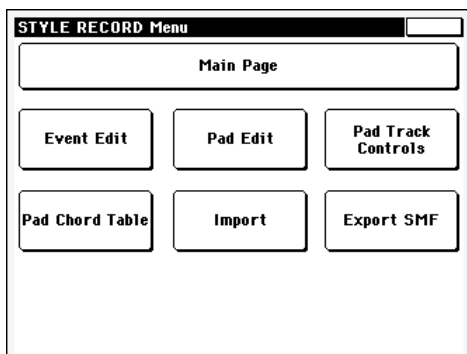 STYLE RECORD Menu
Main Page
Event Edit
Pad Edit
Pad Track
Controls
Pad Chord Table
Import
Export SMF